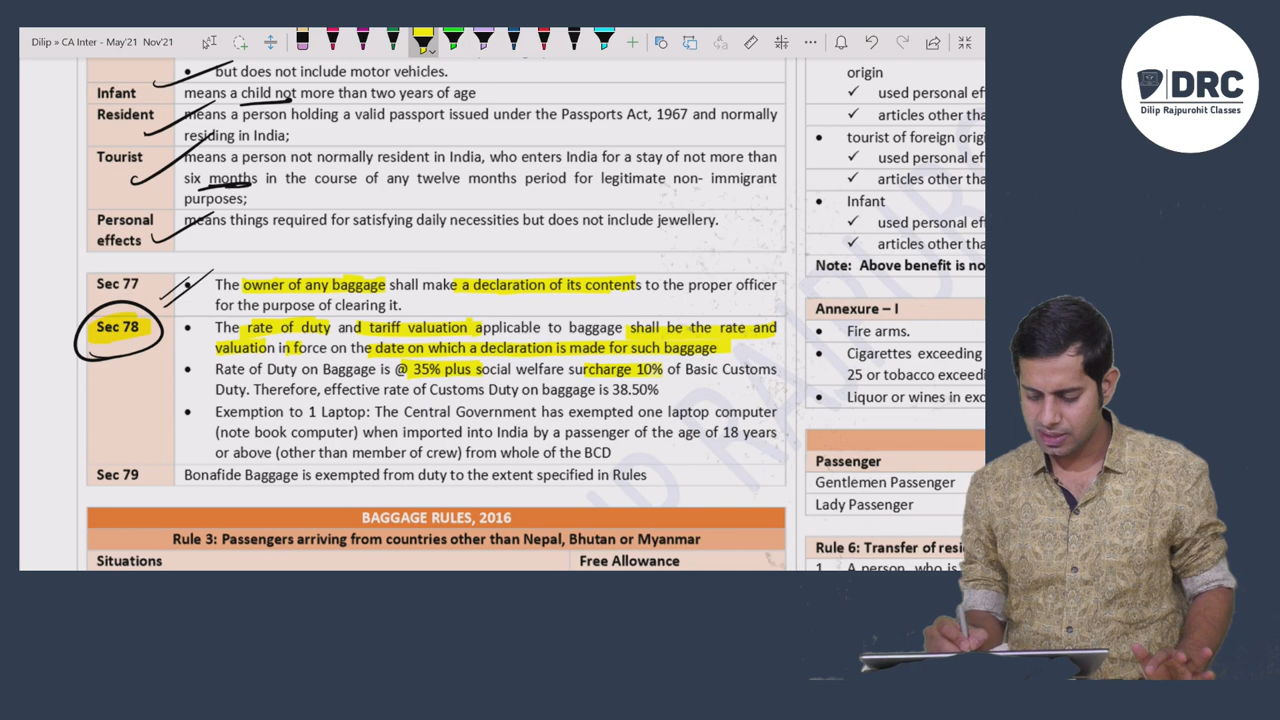 Dilip » CA Inter - May'21 Nov'21
DRC
Dilip Rajpurohit Classes
• but does not include motor vehicles.
Infant means a child not more than two years of age
Resident means a person holding a valid passport issued under the Passports Act, 1967 and normally
residing in India;
Tourist means a person not normally resident in India, who enters India for a stay of not more than
six months in the course of any twelve months period for legitimate non- immigrant
purposes;
Personal effects means things required for satisfying daily necessities but does not include jewellery.
Sec 77 • The owner of any baggage shall make a declaration of its contents to the proper officer
for the purpose of clearing it.
Sec 78 • The rate of duty and tariff valuation applicable to baggage shall be the rate and
valuation in force on the date on which a declaration is made for such baggage
• Rate of Duty on Baggage is @ 35% plus social welfare surcharge 10% of Basic Customs
Duty. Therefore, effective rate of Customs Duty on baggage is 38.50%
• Exemption to 1 Laptop: The Central Government has exempted one laptop computer
(note book computer) when imported into India by a passenger of the age of 18 years
or above (other than member of crew) from whole of the BCD
Sec 79 Bonafide Baggage is exempted from duty to the extent specified in Rules
BAGGAGE RULES, 2016
Rule 3: Passengers arriving from countries other than Nepal, Bhutan or Myanmar
Situations Free Allowance
origin
✓ used personal ef
✓ articles other tha
• tourist of foreign origi
✓ used personal ef
✓ articles other tha
• Infant
✓ used personal eff
✓ articles other tha
Note: Above benefit is no
Annexure – I
• Fire arms.
• Cigarettes exceeding
25 or tobacco exceedi
• Liquor or wines in exc
Passenger
Gentlemen Passenger
Lady Passenger
Rule 6: Transfer of resi
1. A person, who is